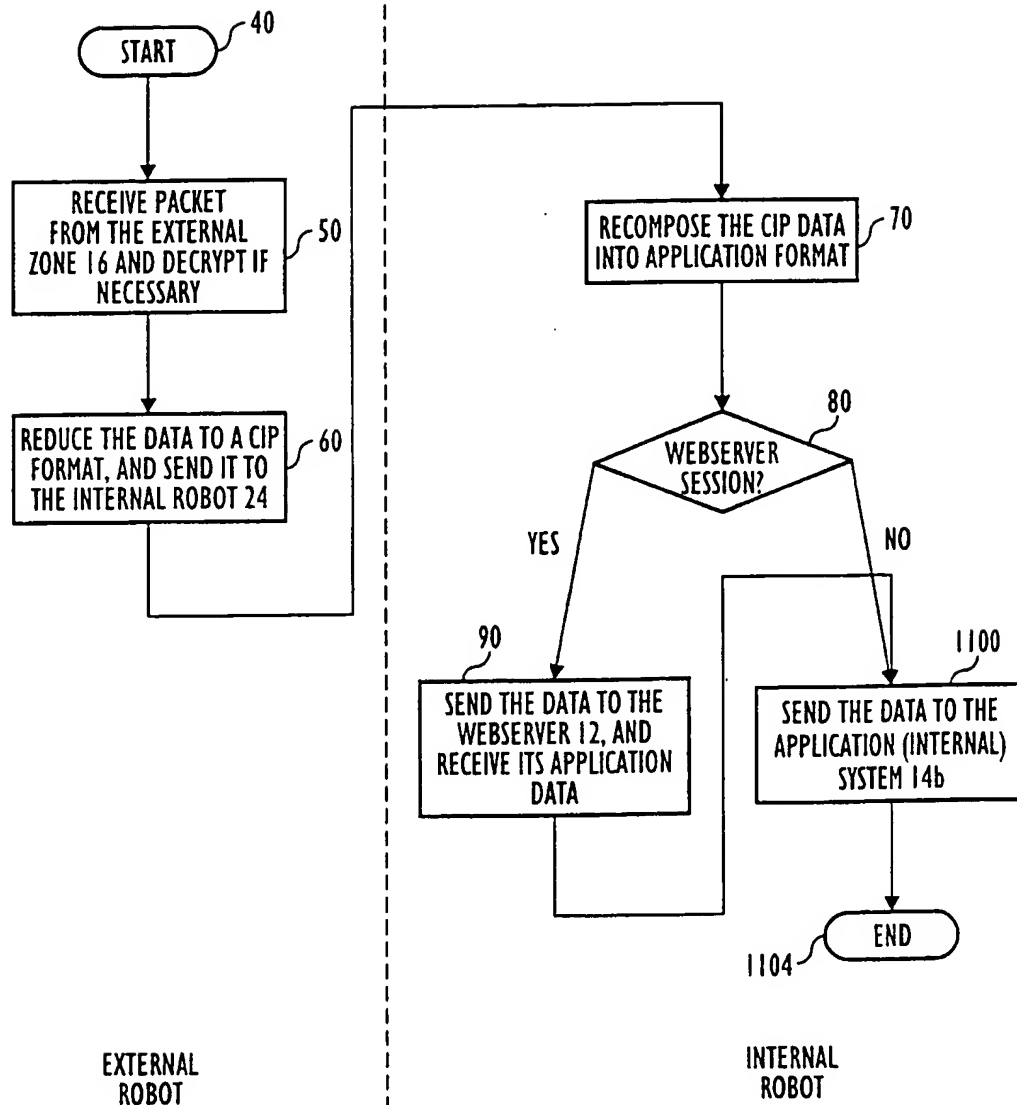 START
40
RECEIVE PACKET
FROM THE EXTERNAL
ZONE 16 AND DECRYPT IF
NECESSARY
50
REDUCE THE DATA TO A CIP
FORMAT, AND SEND IT TO
THE INTERNAL ROBOT 24
60
RECOMPOSE THE CIP DATA
INTO APPLICATION FORMAT
70
WEBSERVER
SESSION?
80
YES
NO
90
SEND THE DATA TO THE
WEBSERVER 12, AND
RECEIVE ITS APPLICATION
DATA
1100
SEND THE DATA TO THE
APPLICATION (INTERNAL)
SYSTEM 14b
END
1104
EXTERNAL
ROBOT
INTERNAL
ROBOT